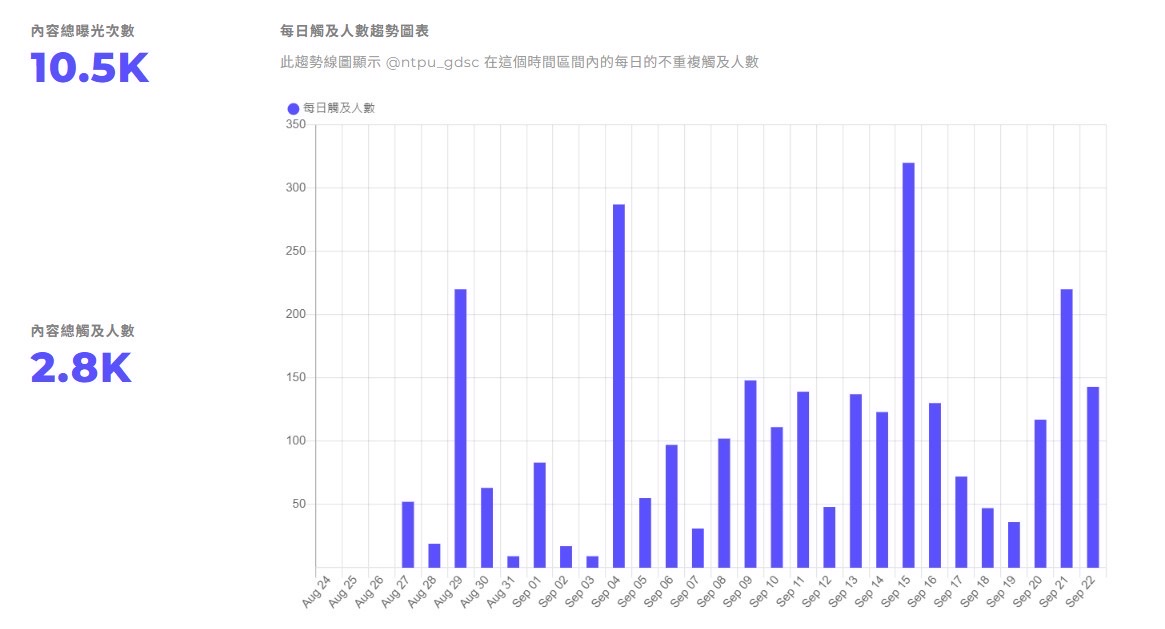 內容總曝光次數
10.5K
內容總觸及人數
2.8K
每日觸及人數趨勢圖表
此趨勢線圖顯示 @ntpu_gdsc 在這個時間區間內的每日的不重複觸及人數
每日觸及人數
350
300
250
200
150
100
50
Aug 24
Aug 25
Aug 26
Aug 27
Aug 28
Aug 29
Aug 30
Aug 31
Sep 01
Sep 02
Sep 03
Sep 04
Sep 05
Sep 06
Sep 07
Sep 08
Sep 09
Sep 10
Sep 11
Sep 12
Sep 13
Sep 14
Sep 15
Sep 16
Sep 17
Sep 18
Sep 19
Sep 20
Sep 21
Sep 22